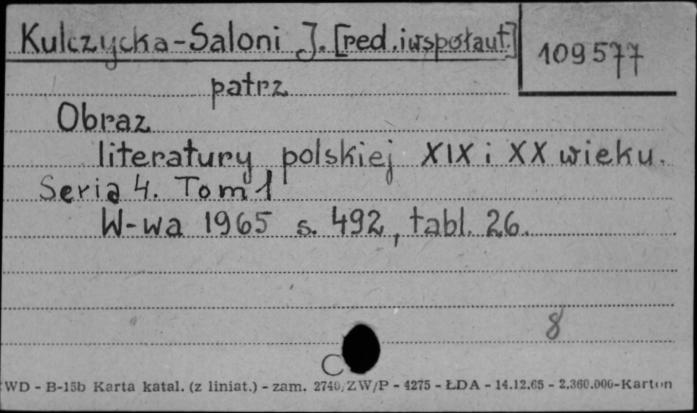 Kulczycka-Saloni J. [red. i współaut.]
109577
patrz
Obraz
literatury polskiej XIX i XX wieku.
Seria 4. Tom 1
W-wa 1965 s. 492, tabl. 26.
8
C
WD - B-15b Karta katal. (z liniat.) - zam. 2740/ZW/P - 4275 - ŁDA - 14.12.65 - 2.360.000-Karton